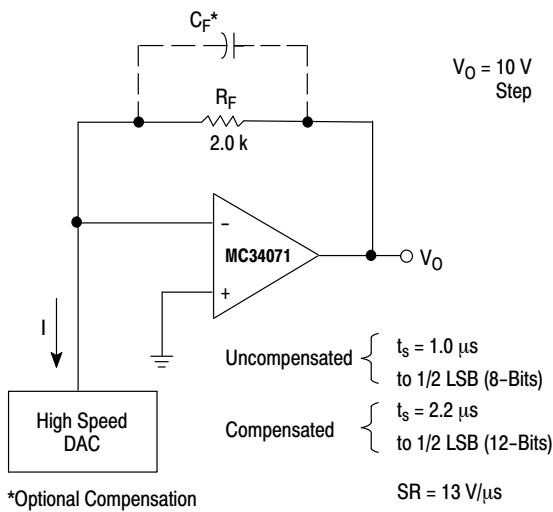 C_F*
V_O = 10 V
Step
R_F
2.0 k
−
MC34071
+
V_O
I
High Speed
DAC
*Optional Compensation
Uncompensated
t_s = 1.0 μs
to 1/2 LSB (8−Bits)
Compensated
t_s = 2.2 μs
to 1/2 LSB (12−Bits)
SR = 13 V/μs